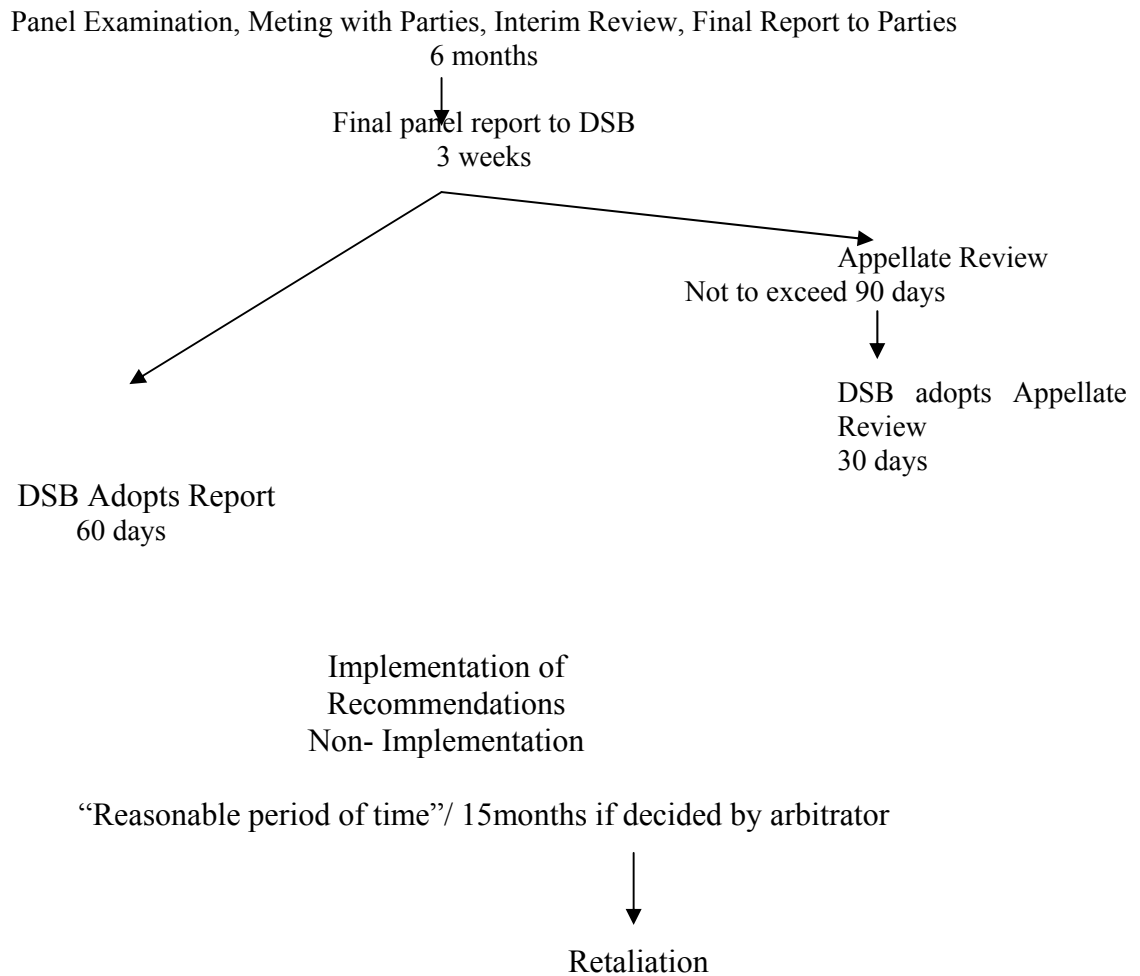 Panel Examination, Meting with Parties, Interim Review, Final Report to Parties
6 months
Final panel report to DSB
3 weeks
Appellate Review
Not to exceed 90 days
DSB adopts Appellate
Review
30 days
DSB Adopts Report
60 days
Implementation of
Recommendations
Non- Implementation
“Reasonable period of time”/ 15months if decided by arbitrator
Retaliation